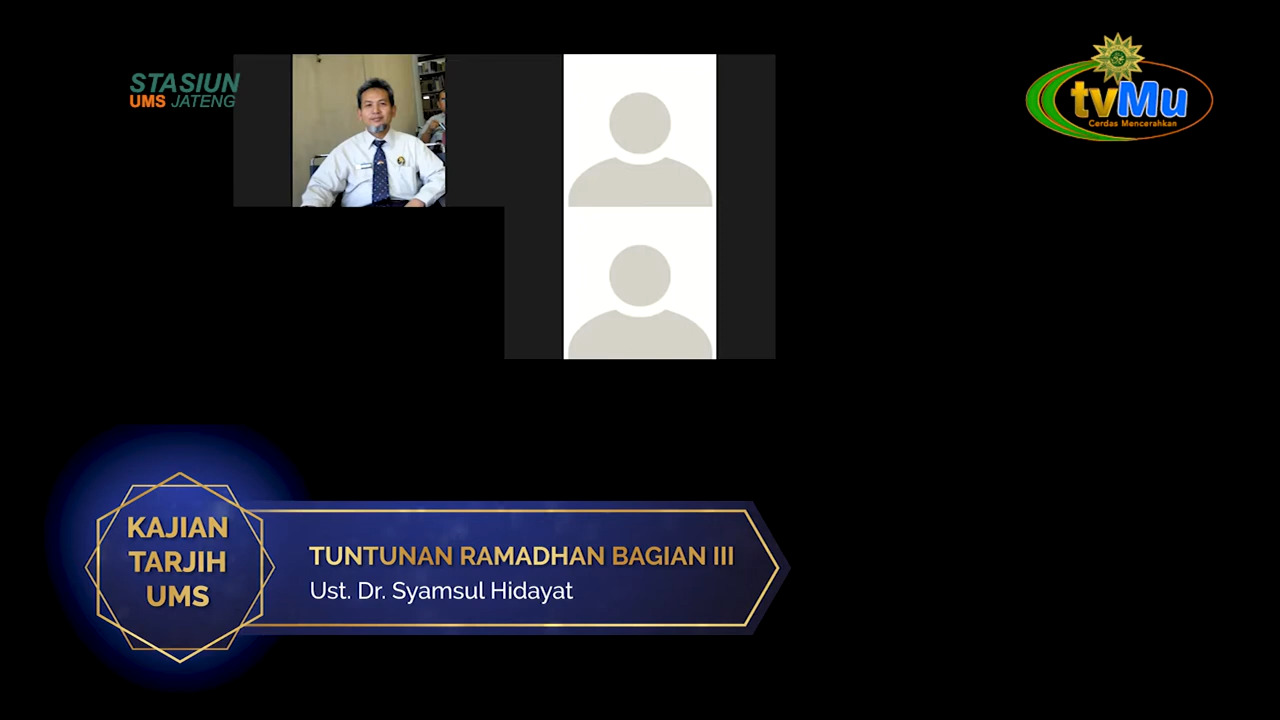 STASIUN
UMS JATENG
tvMu
Cerdas Mencerahkan
KAJIAN
TARJIH
UMS
TUNTUNAN RAMADHAN BAGIAN III
Ust. Dr. Syamsul Hidayat